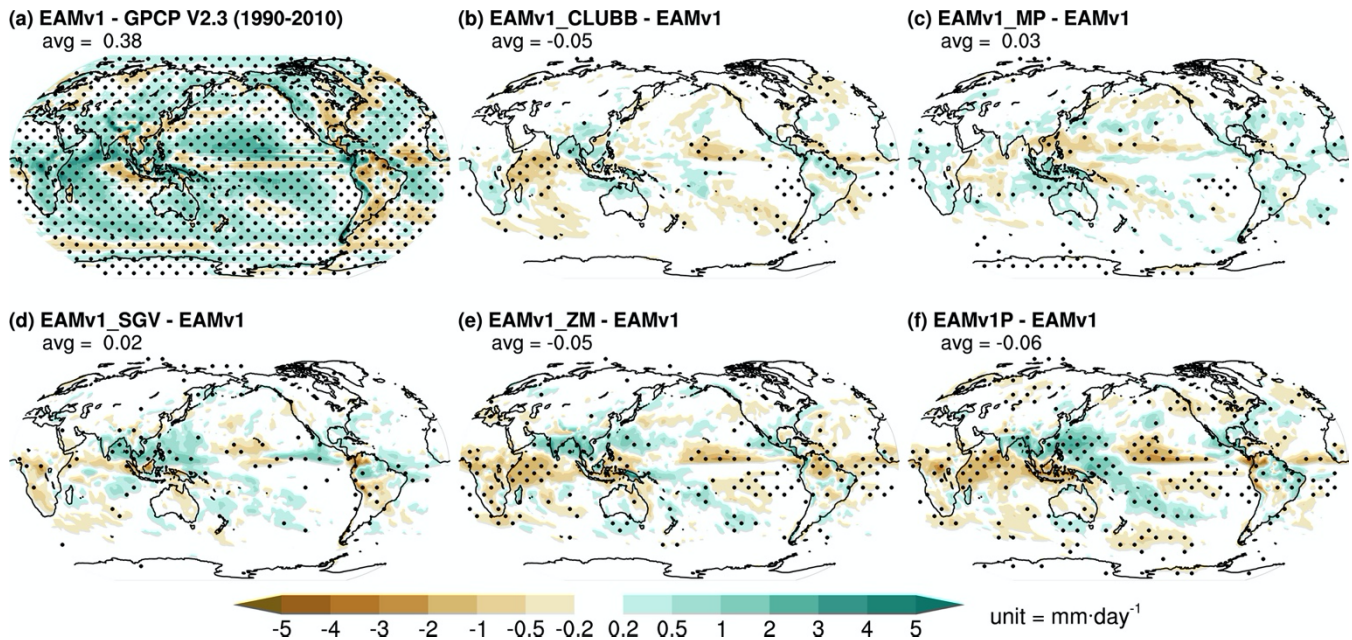 (a) EAMv1 - GPCP V2.3 (1990-2010)
avg = 0.38
(b) EAMv1_CLUBB - EAMv1
avg = -0.05
(c) EAMv1_MP - EAMv1
avg = 0.03
(d) EAMv1_SGV - EAMv1
avg = 0.02
(e) EAMv1_ZM - EAMv1
avg = -0.05
(f) EAMv1P - EAMv1
avg = -0.06
-5 -4 -3 -2 -1 -0.5 -0.2 0.2 0.5 1 2 3 4 5
unit = mm·day⁻¹